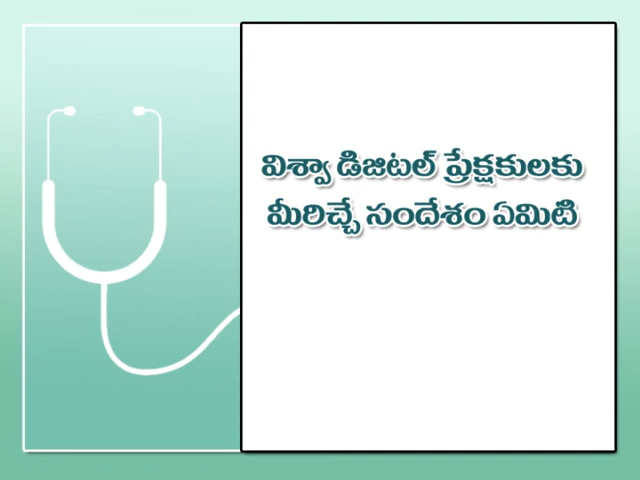 విశ్వా డిజిటల్ ప్రేక్షకులకు
మీరిచ్చే సందేశం ఏమిటి